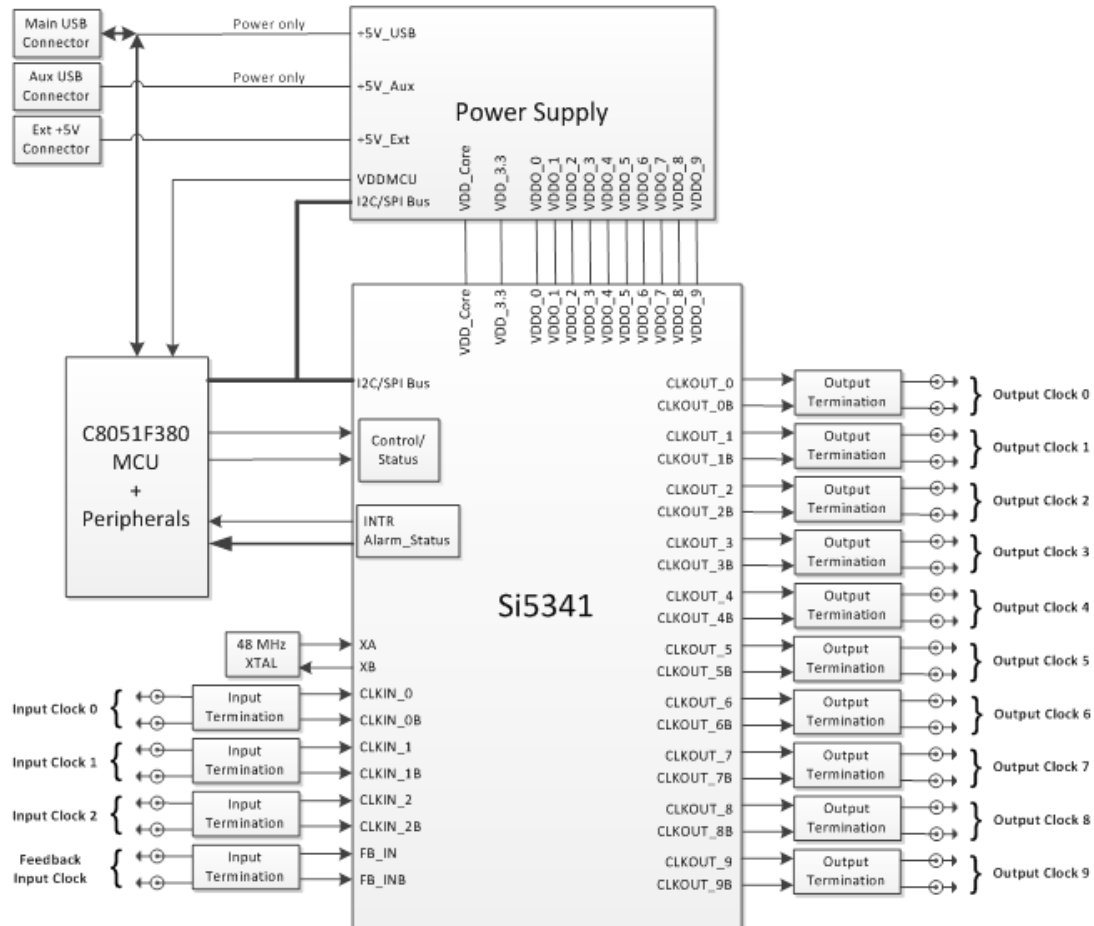 Main USB
Connector
Power only
+5V_USB
Aux USB
Connector
Power only
+5V_Aux
Ext +5V
Connector
+5V_Ext
Power Supply
VDDMCU
I2C/SPI Bus
VDD_Core
VDD_3.3
VDDO_0
VDDO_1
VDDO_2
VDDO_3
VDDO_4
VDDO_5
VDDO_6
VDDO_7
VDDO_8
VDDO_9
VDD_Core
VDD_3.3
VDDO_0
VDDO_1
VDDO_2
VDDO_3
VDDO_4
VDDO_5
VDDO_6
VDDO_7
VDDO_8
VDDO_9
C8051F380
MCU
+
Peripherals
I2C/SPI Bus
Control/
Status
INTR
Alarm_Status
Si5341
48 MHz
XTAL
XA
XB
Input Clock 0
Input
Termination
CLKIN_0
CLKIN_0B
Input Clock 1
Input
Termination
CLKIN_1
CLKIN_1B
Input Clock 2
Input
Termination
CLKIN_2
CLKIN_2B
Feedback
Input Clock
Input
Termination
FB_IN
FB_INB
CLKOUT_0
CLKOUT_0B
Output
Termination
Output Clock 0
CLKOUT_1
CLKOUT_1B
Output
Termination
Output Clock 1
CLKOUT_2
CLKOUT_2B
Output
Termination
Output Clock 2
CLKOUT_3
CLKOUT_3B
Output
Termination
Output Clock 3
CLKOUT_4
CLKOUT_4B
Output
Termination
Output Clock 4
CLKOUT_5
CLKOUT_5B
Output
Termination
Output Clock 5
CLKOUT_6
CLKOUT_6B
Output
Termination
Output Clock 6
CLKOUT_7
CLKOUT_7B
Output
Termination
Output Clock 7
CLKOUT_8
CLKOUT_8B
Output
Termination
Output Clock 8
CLKOUT_9
CLKOUT_9B
Output
Termination
Output Clock 9